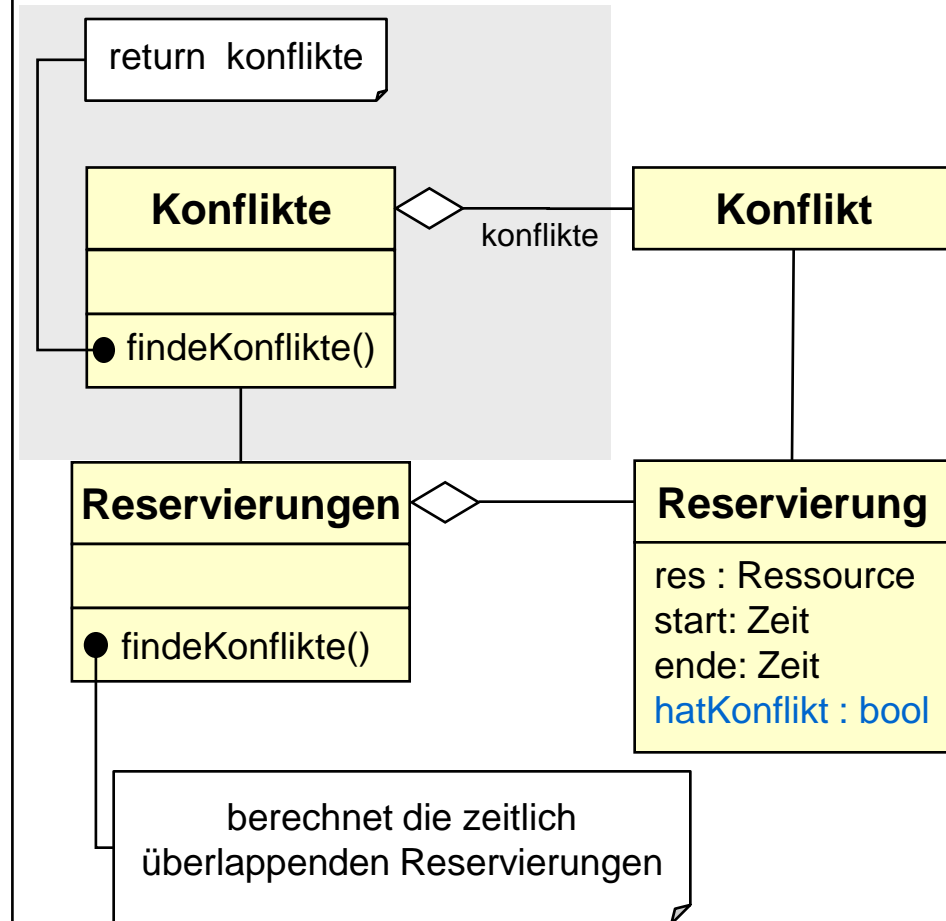 return konflikte
Konflikte
Konflikt
konflikte
findeKonflikte()
Reservierungen
Reservierung
res : Ressource
start: Zeit
ende: Zeit
hatKonflikt : bool
findeKonflikte()
berechnet die zeitlich
überlappenden Reservierungen